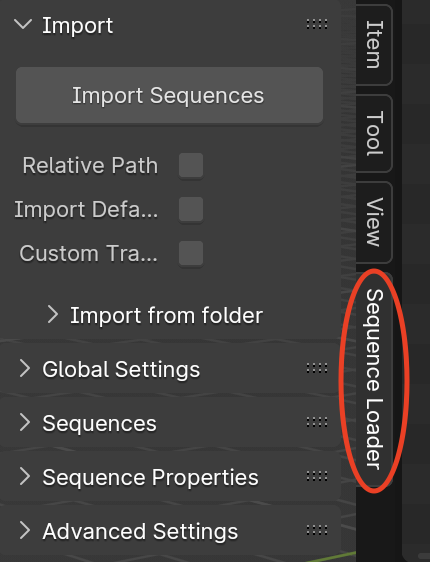 Import
Import Sequences
Relative Path
Import Defa...
Custom Tra...
Import from folder
Global Settings
Sequences
Sequence Properties
Advanced Settings
Item
Tool
View
Sequence Loader